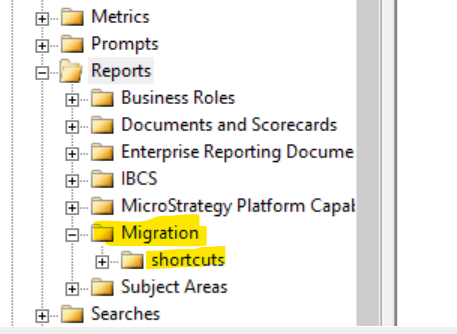 Metrics
Prompts
Reports
Business Roles
Documents and Scorecards
Enterprise Reporting Docume
IBCS
MicroStrategy Platform Capab
Migration
shortcuts
Subject Areas
Searches